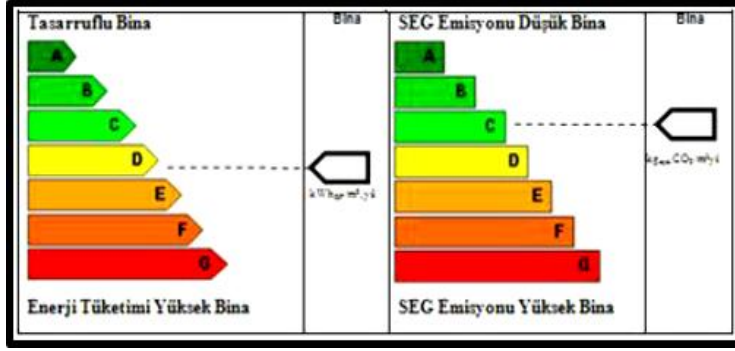 Tasarruflu Bina
Bina
A
B
C
D
E
F
G
Enerji Tüketimi Yüksek Bina
SEG Emisyonu Düşük Bina
Bina
A
B
C
D
E
F
G
SEG Emisyonu Yüksek Bina